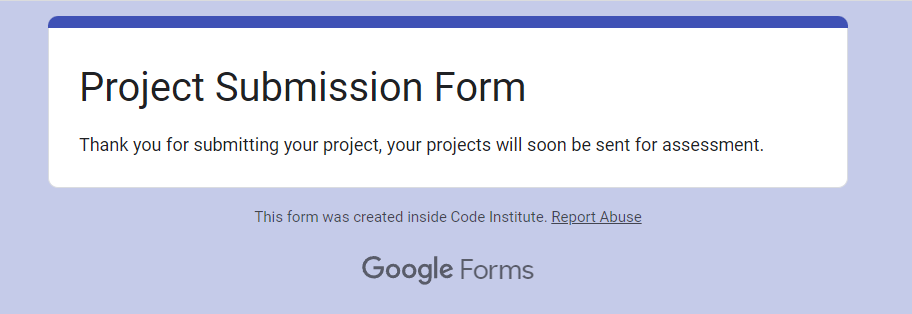 Project Submission Form
Thank you for submitting your project, your projects will soon be sent for assessment.
This form was created inside Code Institute. Report Abuse
Google Forms